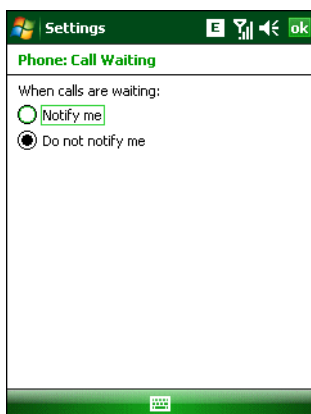 Settings E ok
Phone: Call Waiting
When calls are waiting:
Notify me
Do not notify me